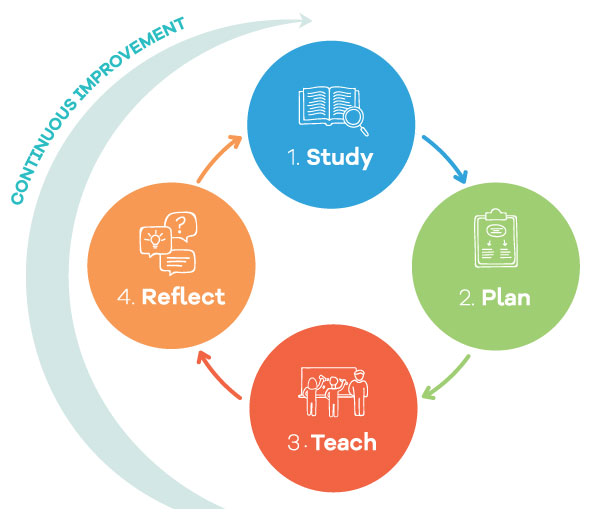 CONTINUOUS IMPROVEMENT
1. Study
2. Plan
3. Teach
4. Reflect
?